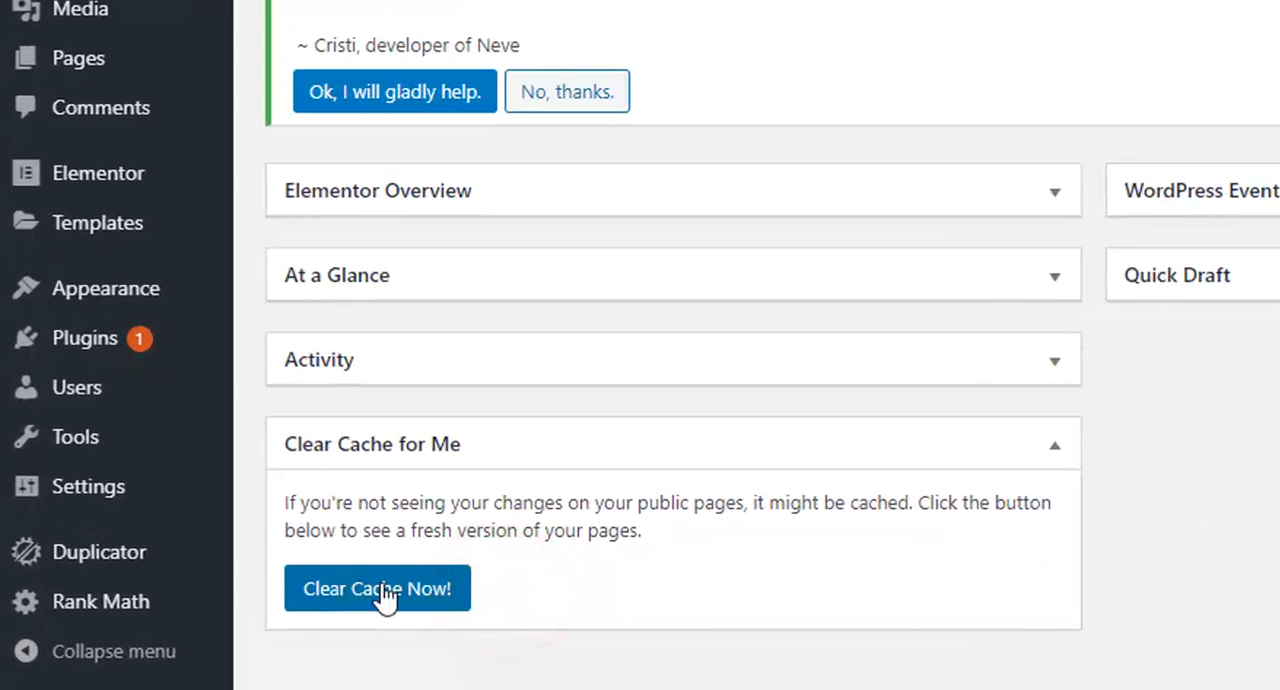 Media
Pages
Comments
Elementor
Templates
Appearance
Plugins 1
Users
Tools
Settings
Duplicator
Rank Math
Collapse menu
~ Cristi, developer of Neve
Ok, I will gladly help.
No, thanks.
Elementor Overview
At a Glance
Activity
Clear Cache for Me
If you're not seeing your changes on your public pages, it might be cached. Click the button
below to see a fresh version of your pages.
Clear Cache Now!
WordPress Event
Quick Draft